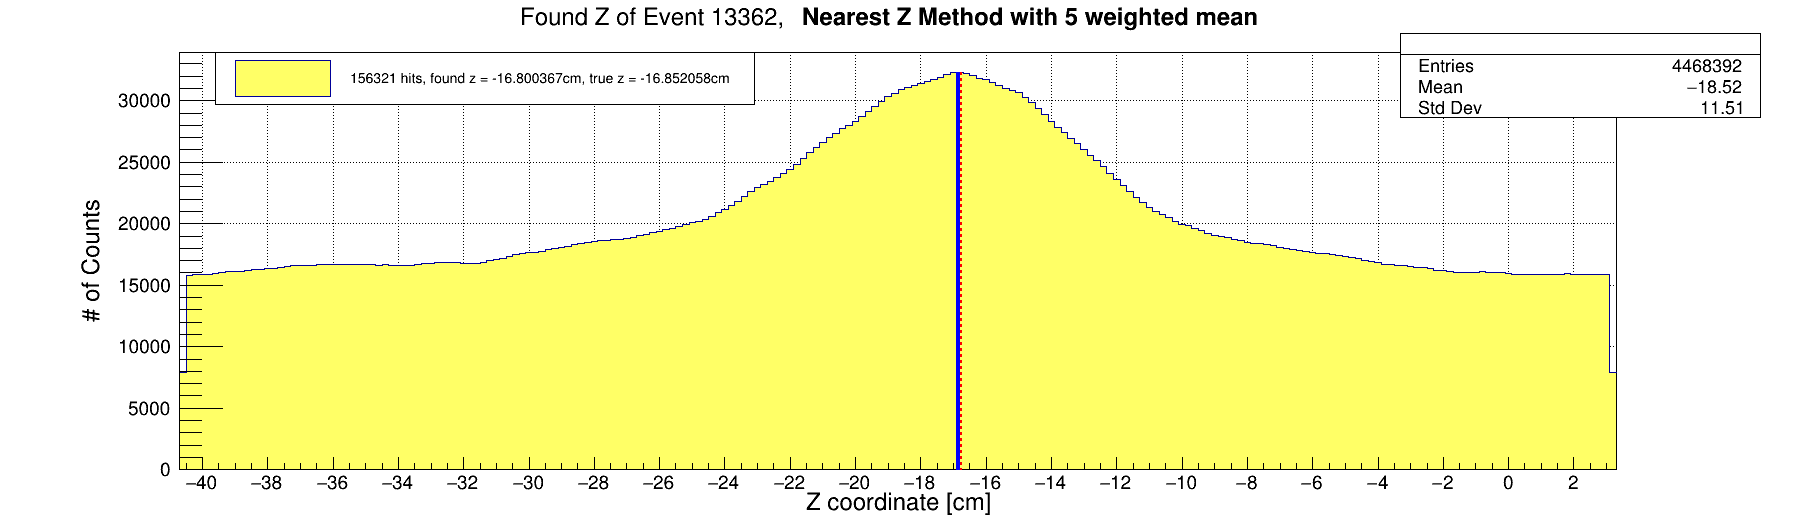 Found Z of Event 13362, Nearest Z Method with 5 weighted mean
156321 hits, found z = -16.800367cm, true z = -16.852058cm
Entries 4468392
Mean −18.52
Std Dev 11.51
# of Counts
30000
25000
20000
15000
10000
5000
0
−40 −38 −36 −34 −32 −30 −28 −26 −24 −22 −20 −18 −16 −14 −12 −10 −8 −6 −4 −2 0 2
Z coordinate [cm]